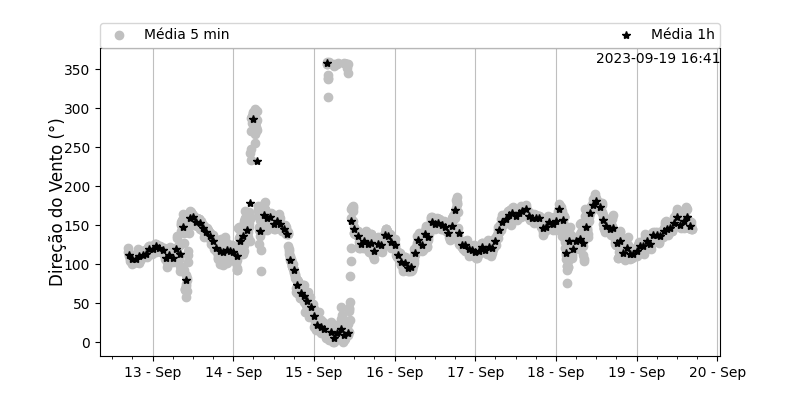 Média 5 min
Média 1h
2023-09-19 16:41
Direção do Vento (°)
350
300
250
200
150
100
50
0
13 - Sep
14 - Sep
15 - Sep
16 - Sep
17 - Sep
18 - Sep
19 - Sep
20 - Sep